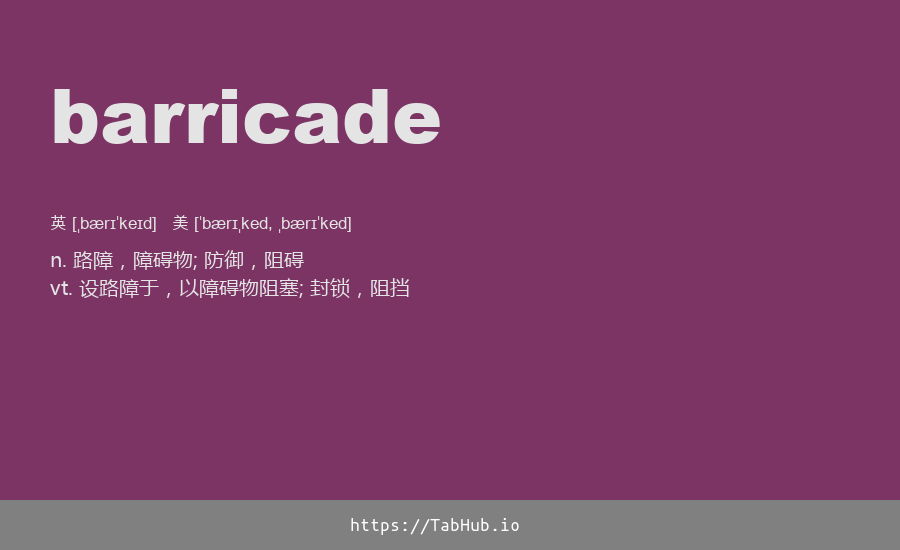 barricade
英 [ˌbærɪˈkeɪd] 美 [ˈbærɪˌked, ˌbærɪˈked]
n. 路障，障碍物; 防御，阻碍
vt. 设路障于，以障碍物阻塞; 封锁，阻挡
https://TabHub.io